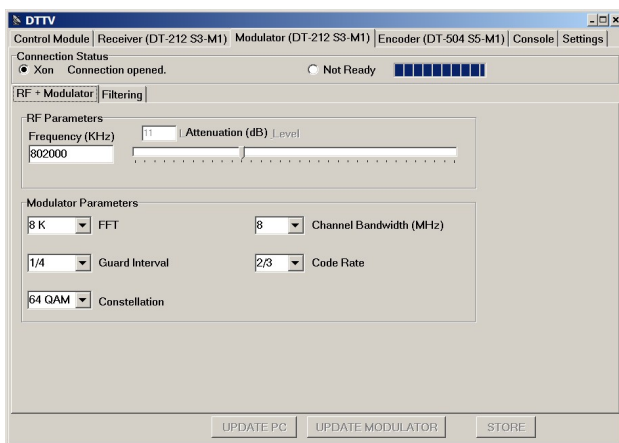 DTTV
Control Module Receiver (DT-212 S3-M1) Modulator (DT-212 S3-M1) Encoder (DT-504 S5-M1) Console Settings
Connection Status
Xon Connection opened. Not Ready
RF + Modulator Filtering
RF Parameters
Frequency (KHz) 11 Attenuation (dB) Level
802000
Modulator Parameters
8 K FFT 8 Channel Bandwidth (MHz)
1/4 Guard Interval 2/3 Code Rate
64 QAM Constellation
UPDATE PC UPDATE MODULATOR STORE